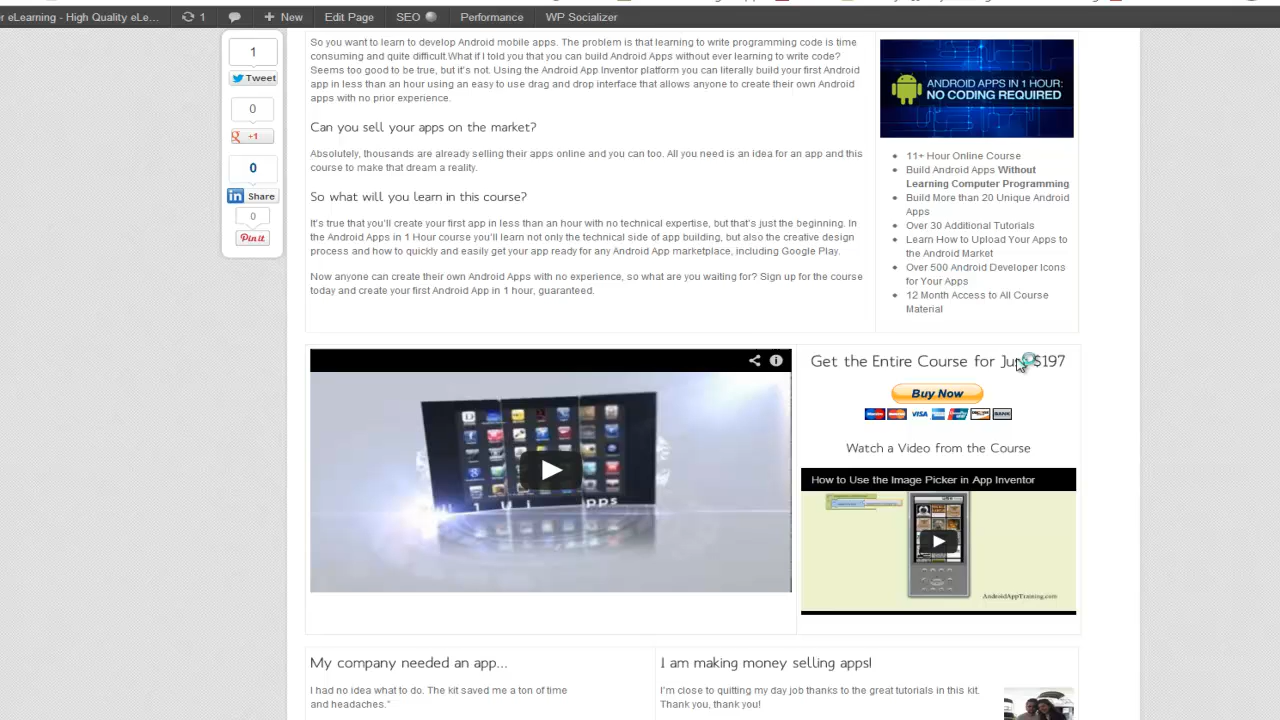 er eLearning - High Quality eLe...
1
New
Edit Page
SEO
Performance
WP Socializer
1
Tweet
0
+1
0
Share
0
Pin it
So you want to learn to develop Android mobile apps. The problem is that learning to write programming code is time
consuming and quite difficult.What if I told you that you can build Android Apps without ever learning to write code?
Seems too good to be true, but it's not. Using the Android App Inventor platform you can literally build your first Android
app in less than an hour using an easy to use drag and drop interface that allows anyone to create their own Android
apps with no prior experience.
Can you sell your apps on the market?
Absolutely, thousands are already selling their apps online and you can too. All you need is an idea for an app and this
course to make that dream a reality.
So what will you learn in this course?
It's true that you'll create your first app in less than an hour with no technical expertise, but that's just the beginning. In
the Android Apps in 1 Hour course you'll learn not only the technical side of app building, but also the creative design
process and how to quickly and easily get your app ready for any Android App marketplace, including Google Play.
Now anyone can create their own Android Apps with no experience, so what are you waiting for? Sign up for the course
today and create your first Android App in 1 hour, guaranteed.
ANDROID APPS IN 1 HOUR:
NO CODING REQUIRED
11+ Hour Online Course
Build Android Apps Without
Learning Computer Programming
Build More than 20 Unique Android
Apps
Over 30 Additional Tutorials
Learn How to Upload Your Apps to
the Android Market
Over 500 Android Developer Icons
for Your Apps
12 Month Access to All Course
Material
Get the Entire Course for $197
Buy Now
VISA
BANK
Watch a Video from the Course
How to Use the Image Picker in App Inventor
AndroidAppTraining.com
My company needed an app...
I had no idea what to do. The kit saved me a ton of time
and headaches."
I am making money selling apps!
I'm close to quitting my day job thanks to the great tutorials in this kit.
Thank you, thank you!